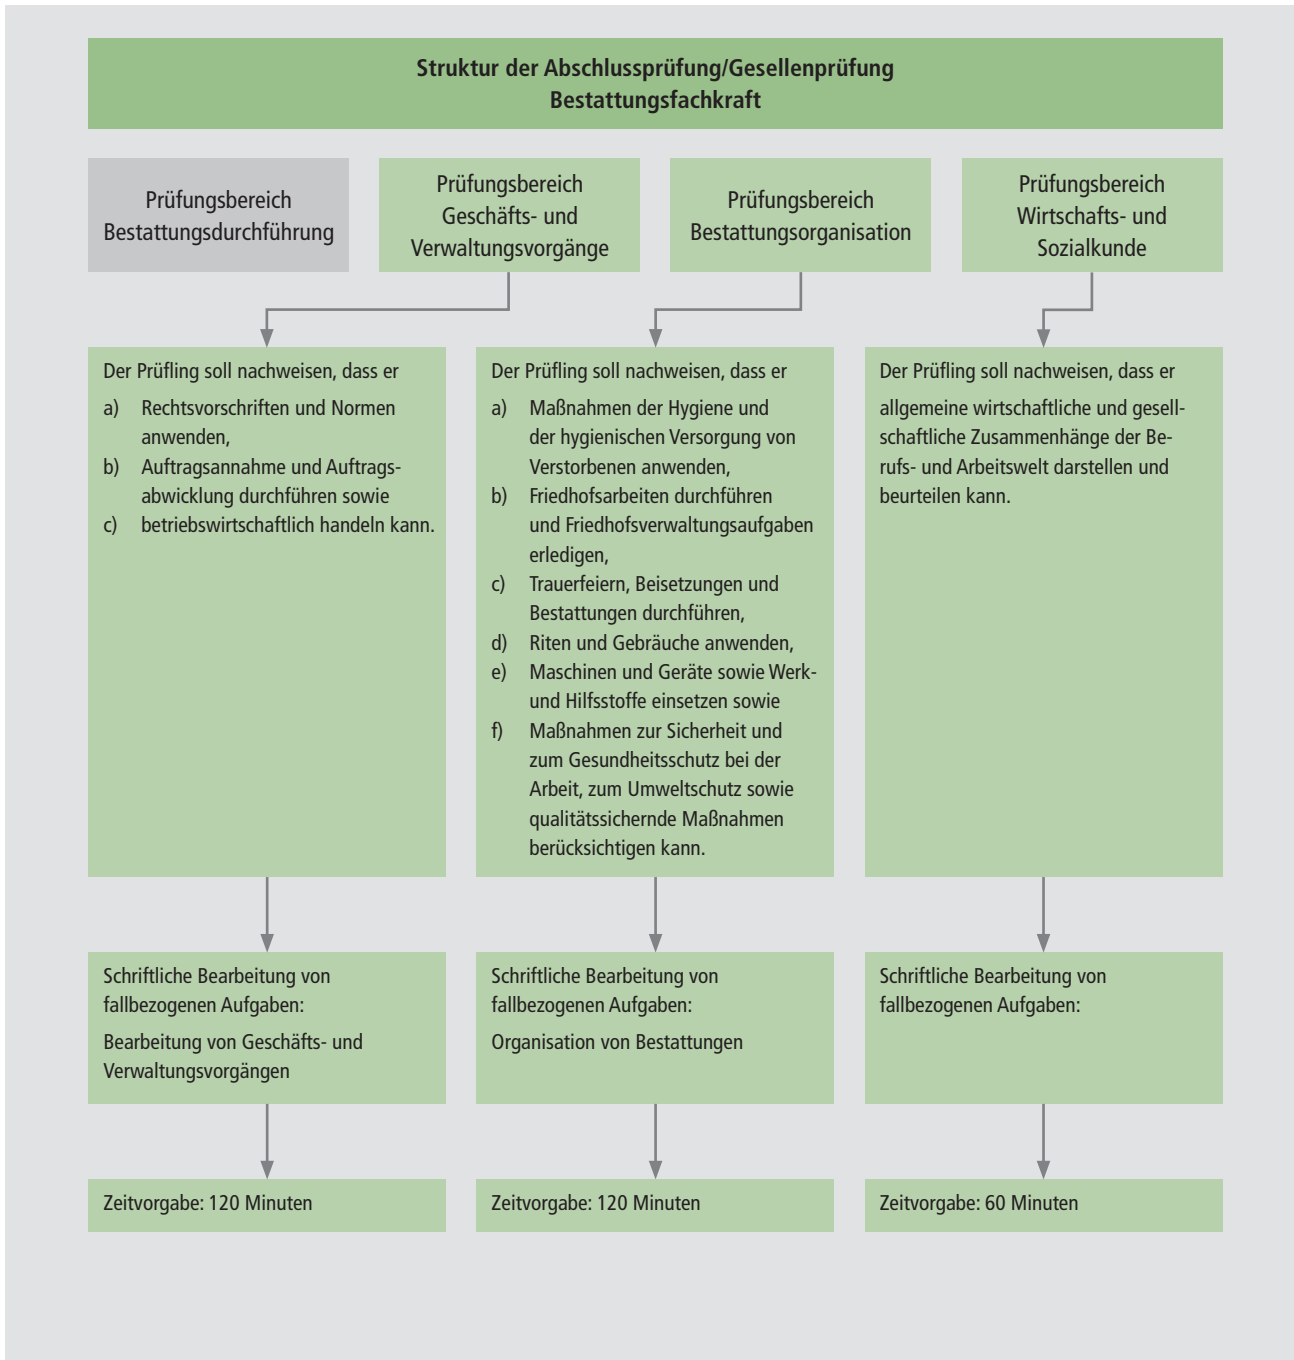 Struktur der Abschlussprüfung/Gesellenprüfung
Bestattungsfachkraft
Prüfungsbereich
Bestattungsdurchführung
Prüfungsbereich
Geschäfts- und
Verwaltungsvorgänge
Prüfungsbereich
Bestattungsorganisation
Prüfungsbereich
Wirtschafts- und
Sozialkunde
Der Prüfling soll nachweisen, dass er
a) Rechtsvorschriften und Normen
anwenden,
b) Auftragsannahme und Auftrags-
abwicklung durchführen sowie
c) betriebswirtschaftlich handeln kann.
Der Prüfling soll nachweisen, dass er
a) Maßnahmen der Hygiene und
der hygienischen Versorgung von
Verstorbenen anwenden,
b) Friedhofsarbeiten durchführen
und Friedhofsverwaltungsaufgaben
erledigen,
c) Trauerfeiern, Beisetzungen und
Bestattungen durchführen,
d) Riten und Gebräuche anwenden,
e) Maschinen und Geräte sowie Werk-
und Hilfsstoffe einsetzen sowie
f) Maßnahmen zur Sicherheit und
zum Gesundheitsschutz bei der
Arbeit, zum Umweltschutz sowie
qualitätssichernde Maßnahmen
berücksichtigen kann.
Der Prüfling soll nachweisen, dass er
allgemeine wirtschaftliche und gesell-
schaftliche Zusammenhänge der Be-
rufs- und Arbeitswelt darstellen und
beurteilen kann.
Schriftliche Bearbeitung von
fallbezogenen Aufgaben:
Bearbeitung von Geschäfts- und
Verwaltungsvorgängen
Schriftliche Bearbeitung von
fallbezogenen Aufgaben:
Organisation von Bestattungen
Schriftliche Bearbeitung von
fallbezogenen Aufgaben:
Zeitvorgabe: 120 Minuten
Zeitvorgabe: 120 Minuten
Zeitvorgabe: 60 Minuten